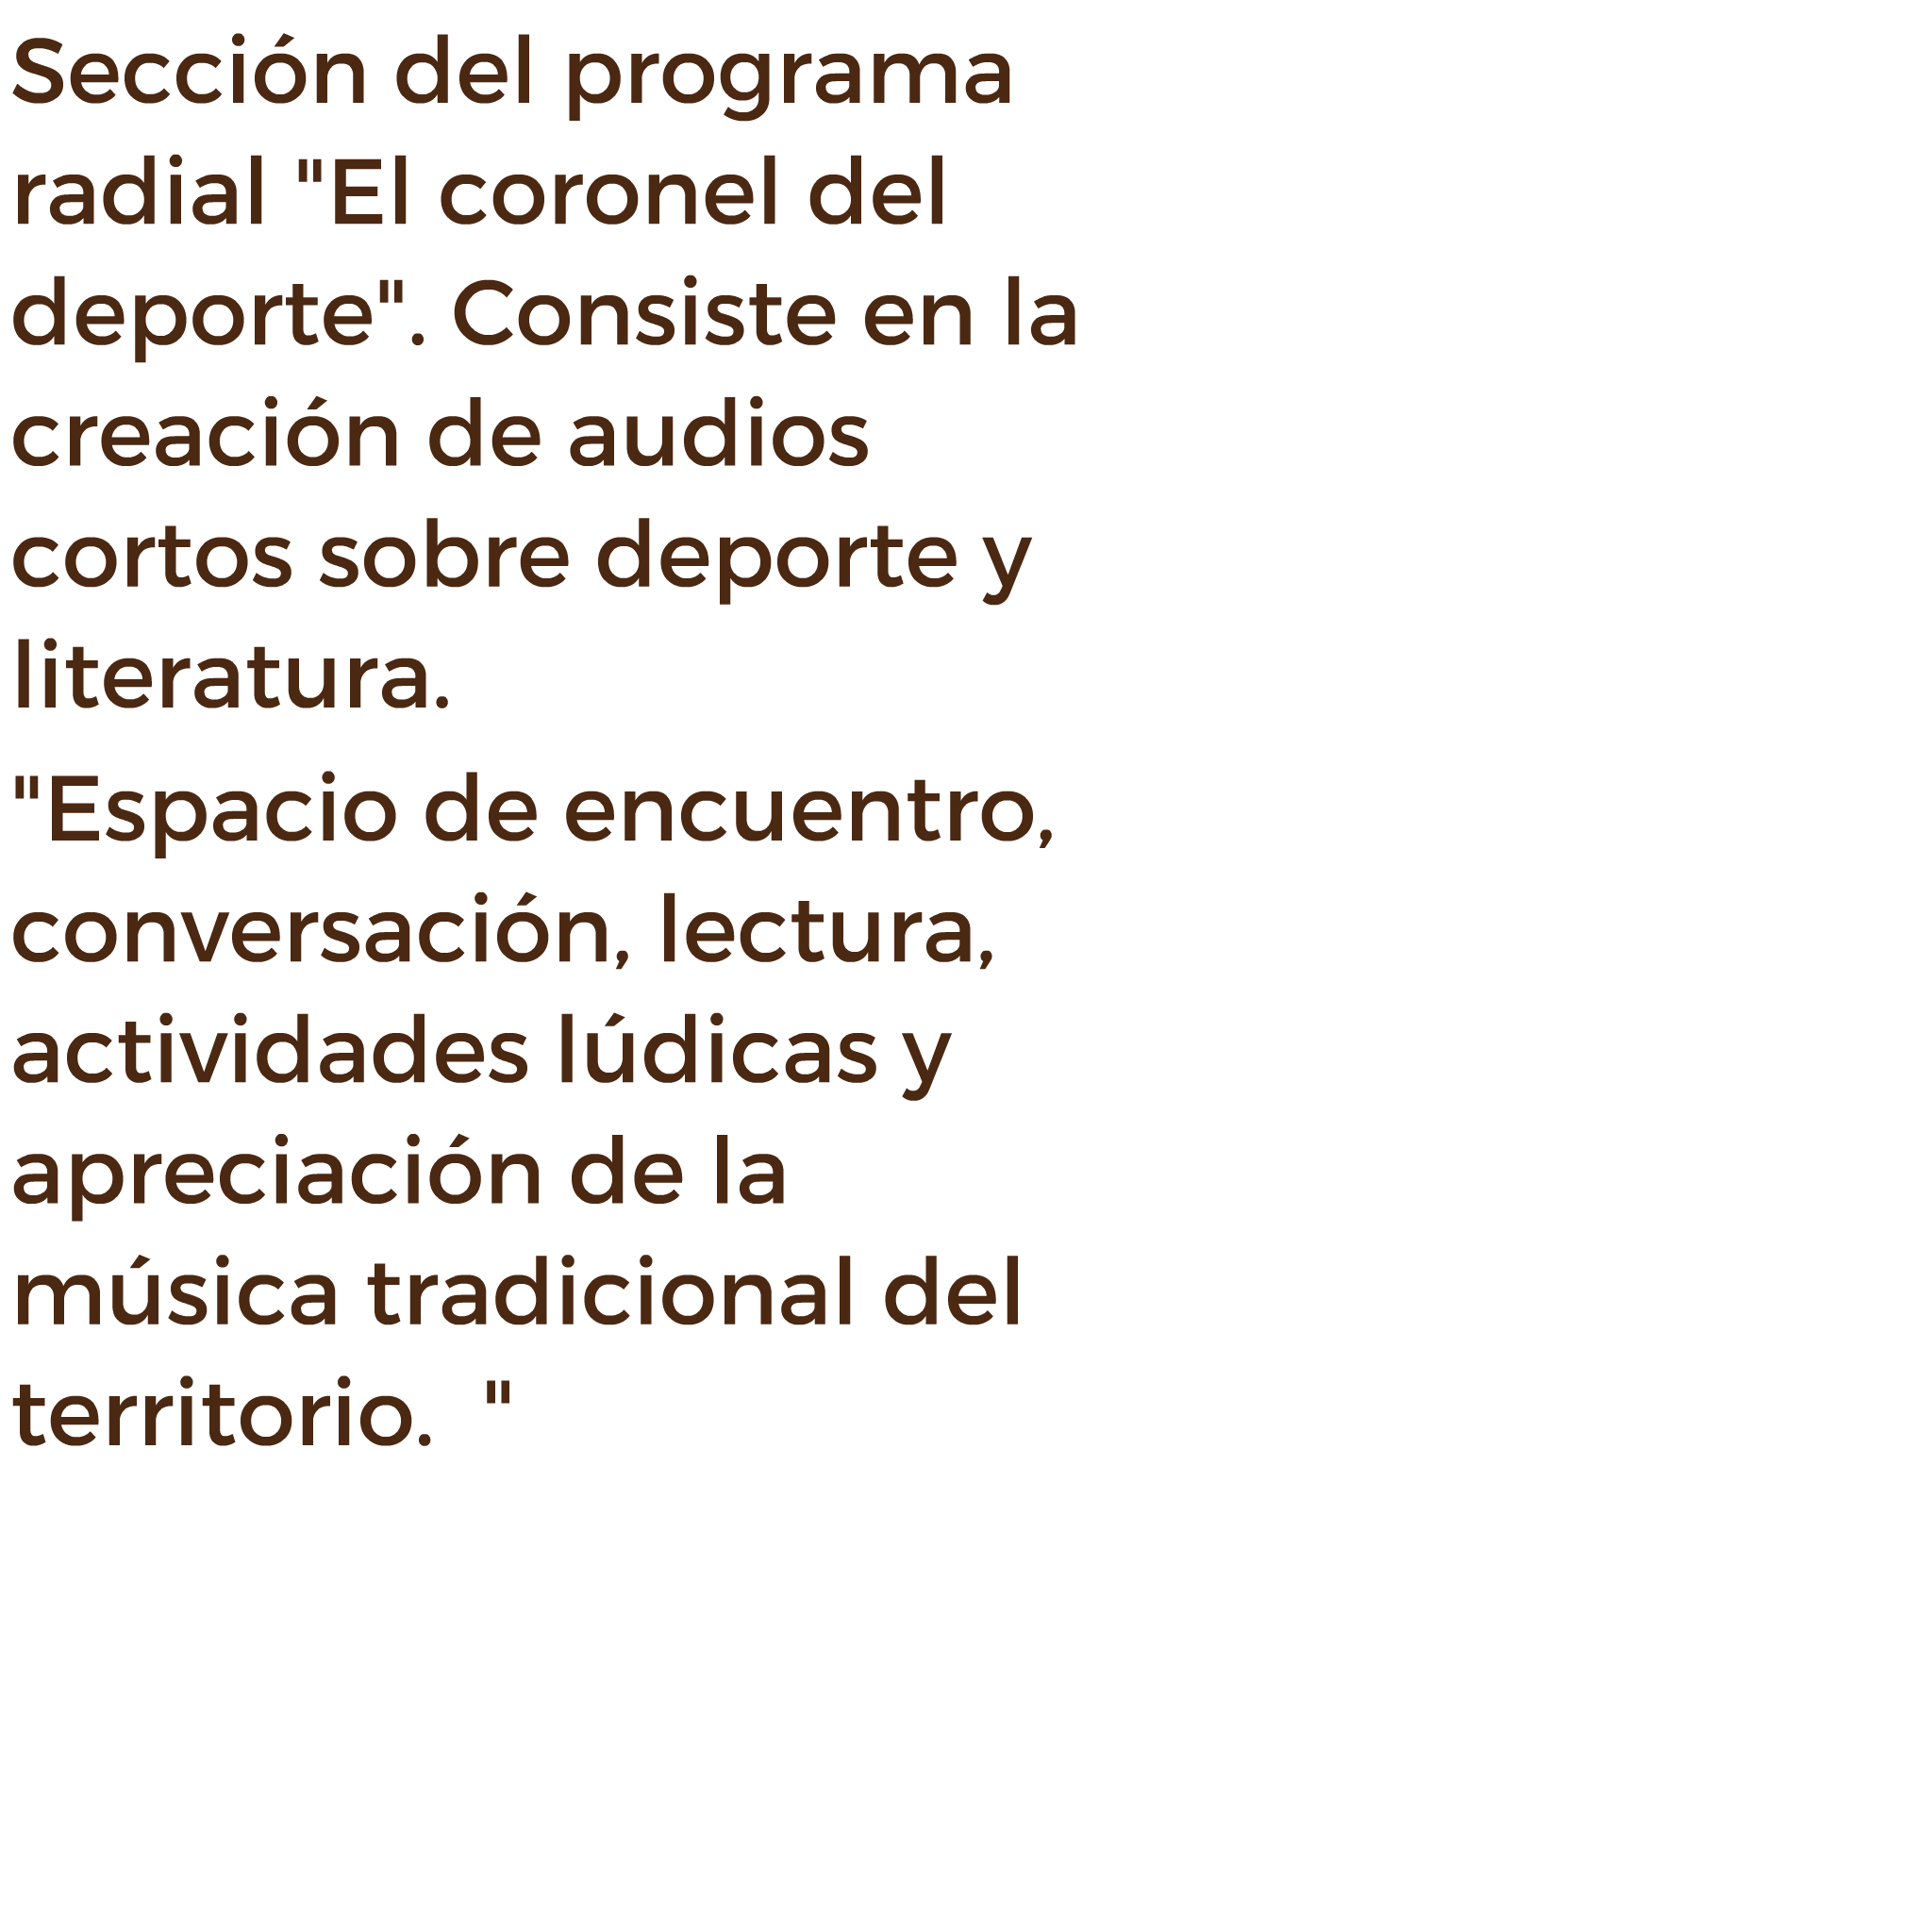 Sección del programa
radial "El coronel del
deporte". Consiste en la
creación de audios
cortos sobre deporte y
literatura.
"Espacio de encuentro,
conversación, lectura,
actividades lúdicas y
apreciación de la
música tradicional del
territorio.  "